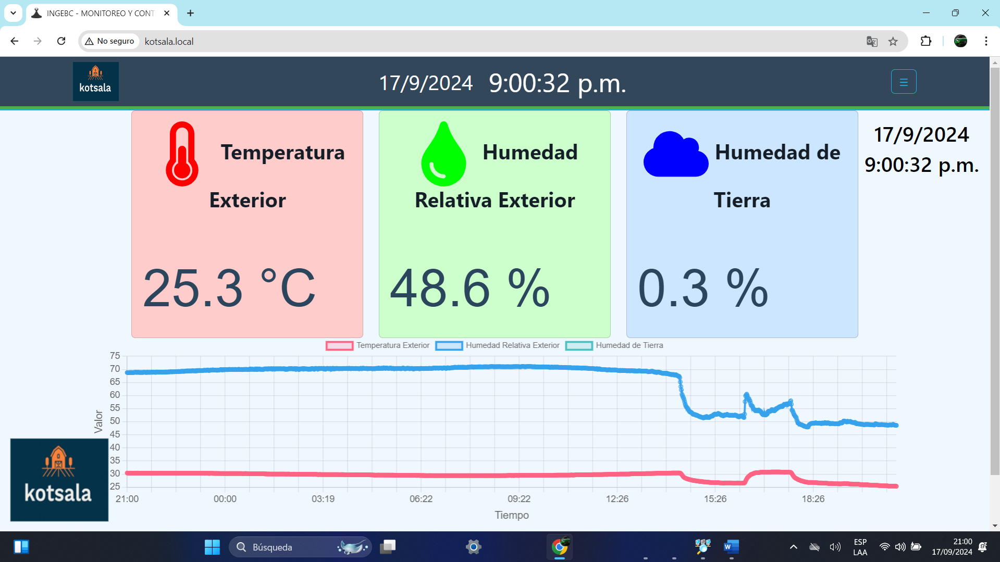 INGEBC - MONITOREO Y CONT
No seguro
kotsala.local
kotsala
17/9/2024 9:00:32 p.m.
Temperatura
Exterior
25.3 °C
Humedad
Relativa Exterior
48.6 %
Humedad de
Tierra
0.3 %
17/9/2024
9:00:32 p.m.
Temperatura Exterior
Humedad Relativa Exterior
Humedad de Tierra
75
70
65
60
55
50
45
40
35
30
25
Valor
21:00
00:00
03:19
06:22
09:22
12:26
15:26
18:26
Tiempo
kotsala
Búsqueda
W
ESP
LAA
21:00
17/09/2024